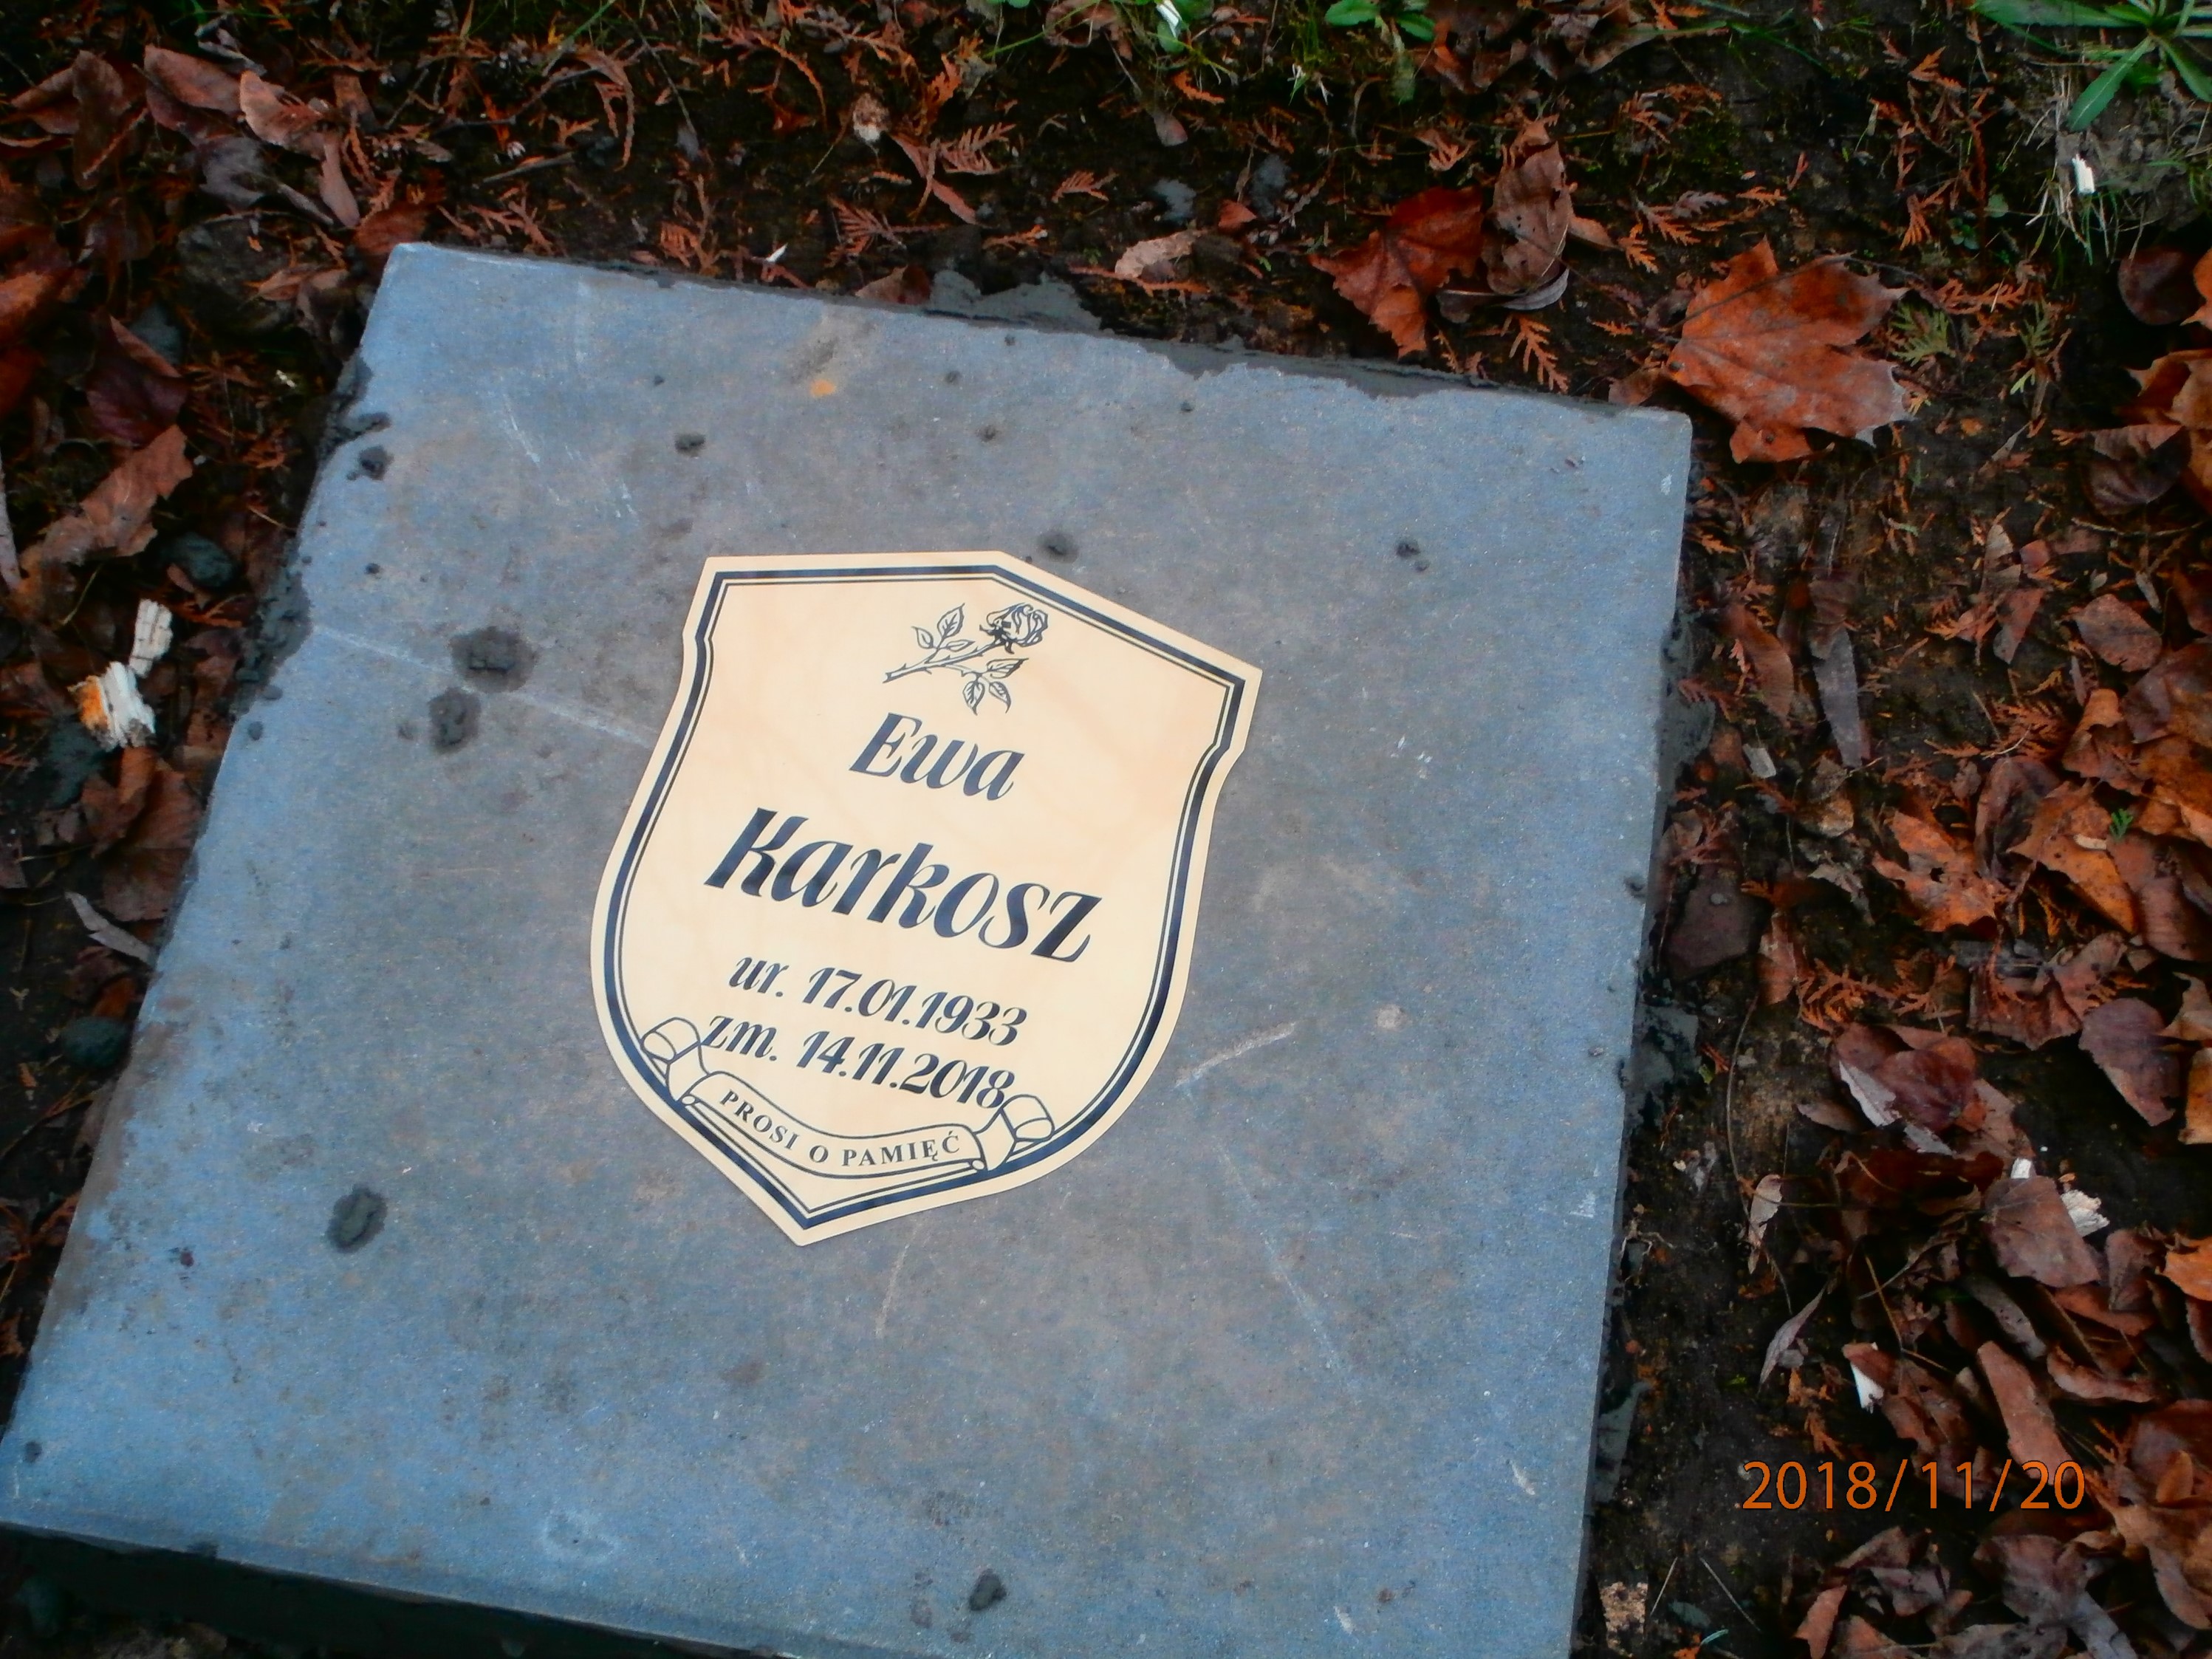 Ewa
Karkosz
ur. 17.01.1933
zm. 14.11.2018
PROSI O PAMIĘĆ
2018/11/20